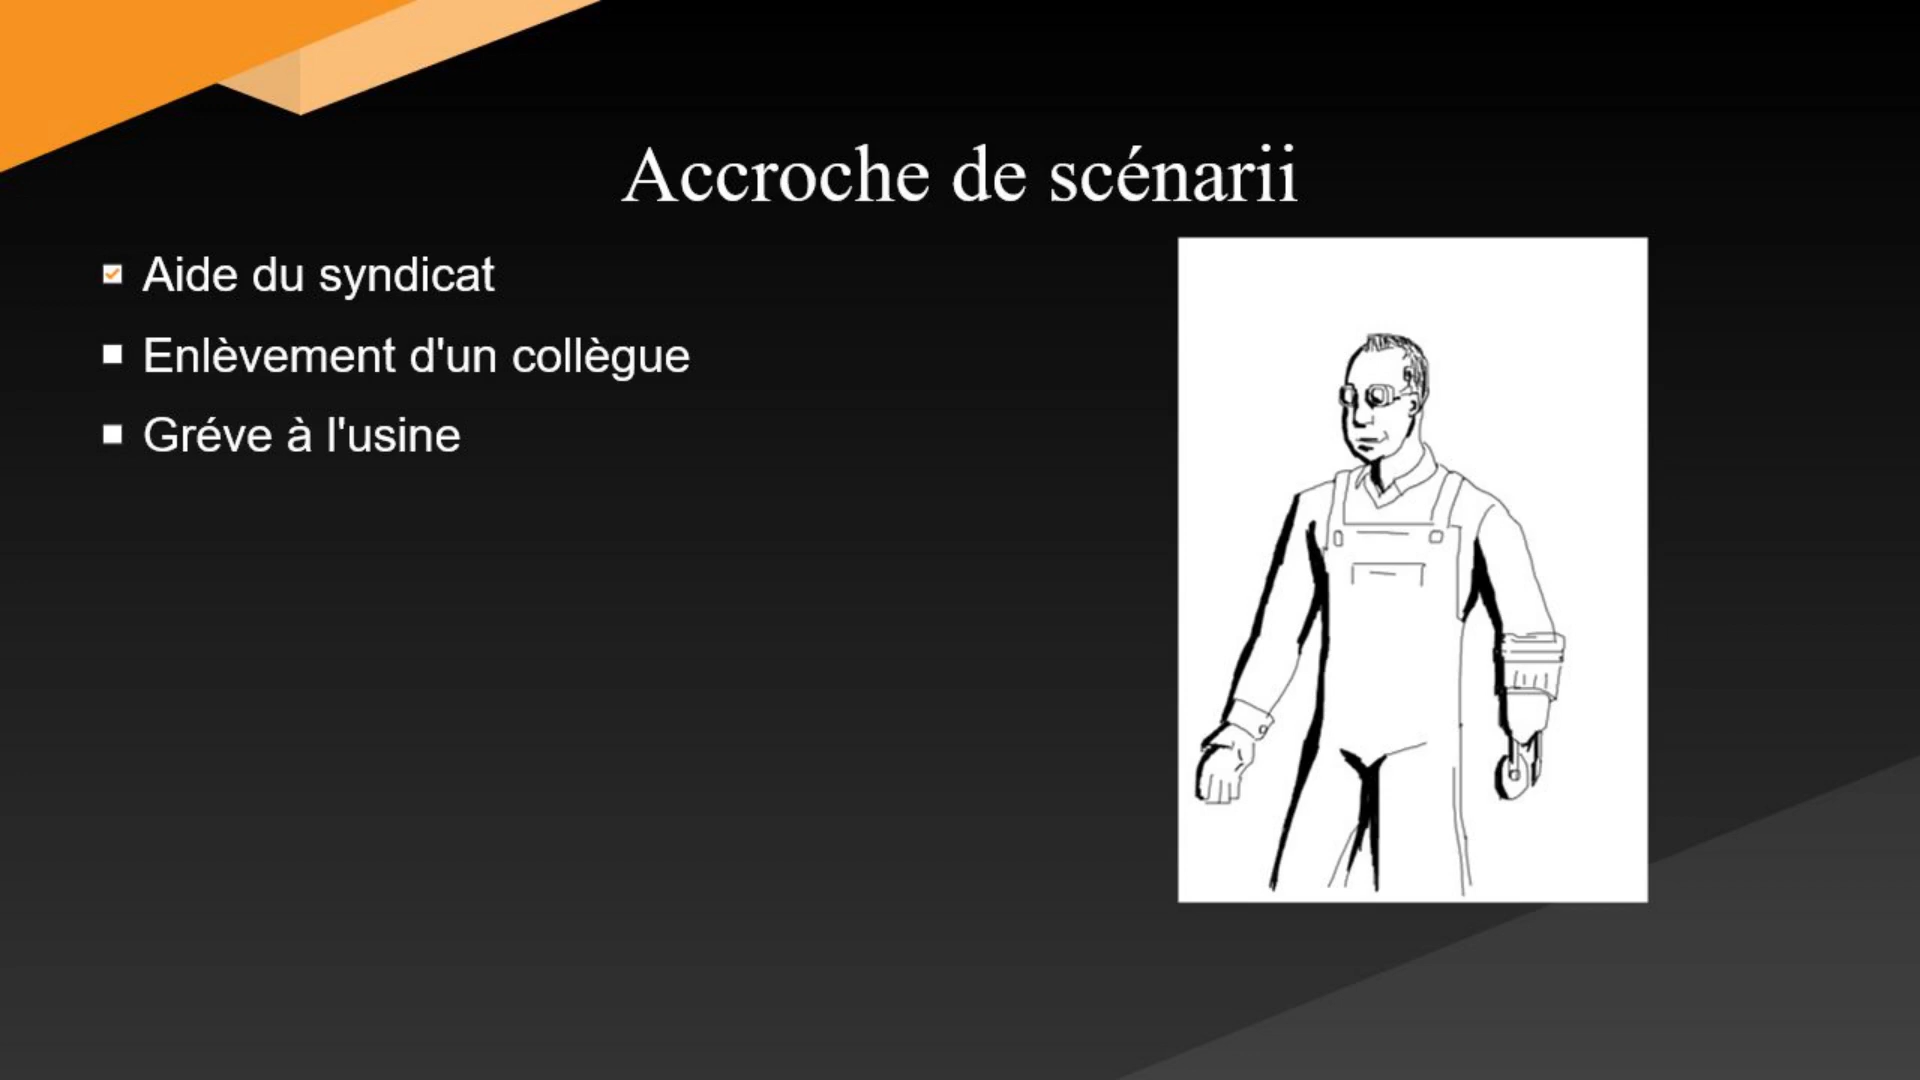 Accroche de scénarii
Aide du syndicat
Enlèvement d'un collègue
Gréve à l'usine